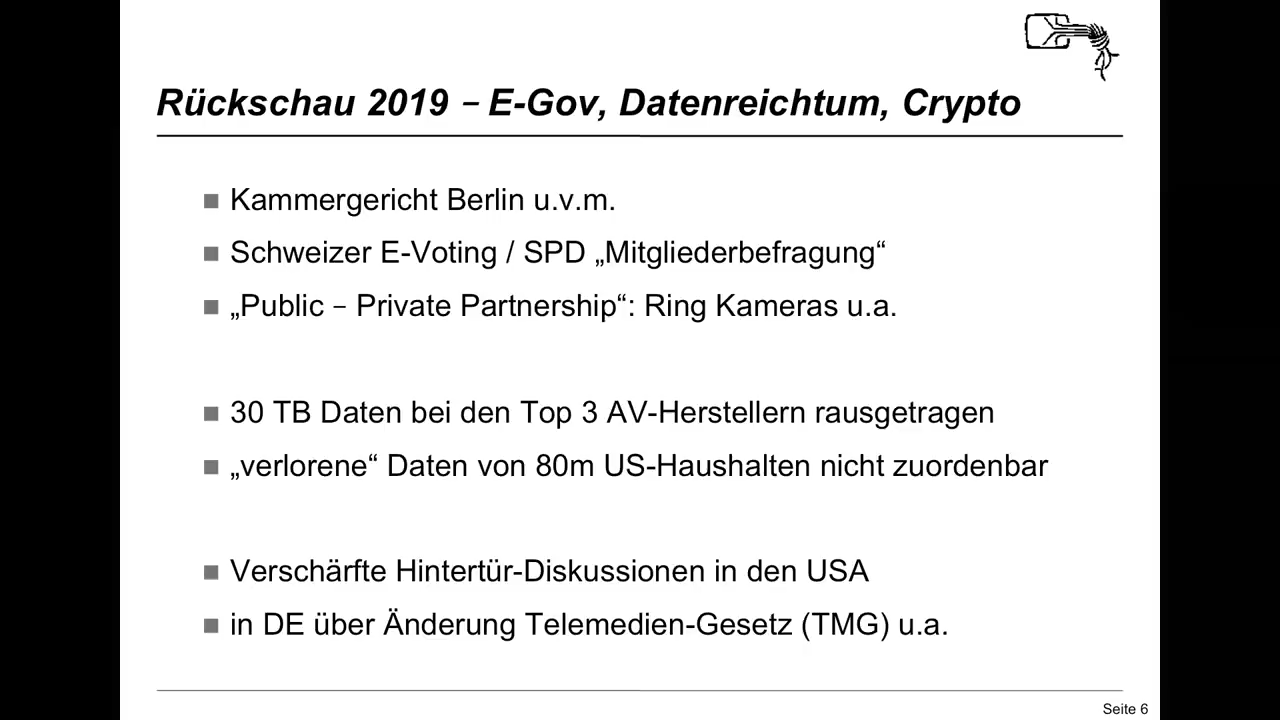 Rückschau 2019 – E-Gov, Datenreichtum, Crypto
Kammergericht Berlin u.v.m.
Schweizer E-Voting / SPD „Mitgliederbefragung“
„Public – Private Partnership“: Ring Kameras u.a.
30 TB Daten bei den Top 3 AV-Herstellern rausgetragen
„verlorene“ Daten von 80m US-Haushalten nicht zuordenbar
Verschärfte Hintertür-Diskussionen in den USA
in DE über Änderung Telemedien-Gesetz (TMG) u.a.
Seite 6